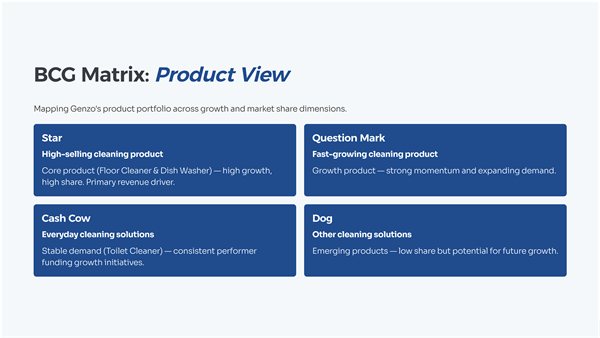 BCG Matrix: Product View
Mapping Genzo's product portfolio across growth and market share dimensions.
Star
High-selling cleaning product
Core product (Floor Cleaner & Dish Washer) — high growth,
high share. Primary revenue driver.
Question Mark
Fast-growing cleaning product
Growth product — strong momentum and expanding demand.
Cash Cow
Everyday cleaning solutions
Stable demand (Toilet Cleaner) — consistent performer
funding growth initiatives.
Dog
Other cleaning solutions
Emerging products — low share but potential for future growth.